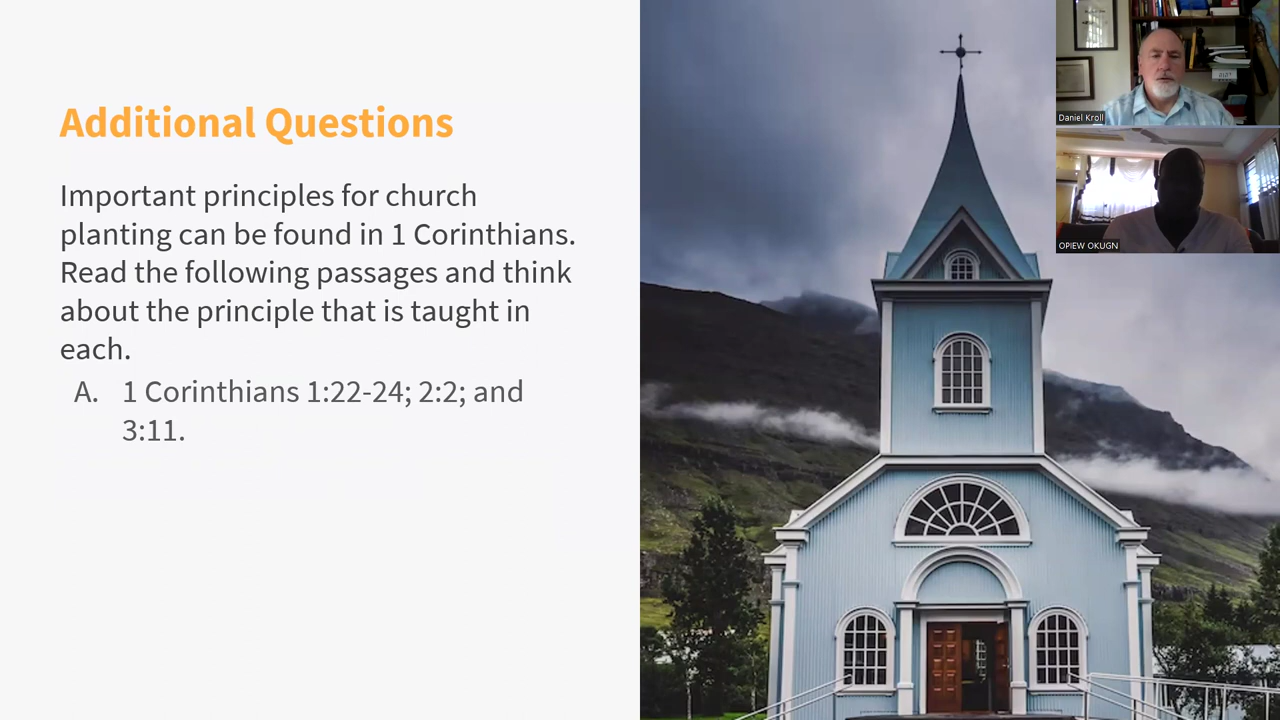 Additional Questions
Important principles for church
planting can be found in 1 Corinthians.
Read the following passages and think
about the principle that is taught in
each.
A. 1 Corinthians 1:22-24; 2:2; and
3:11.
Daniel Kroll
OPIEW OKUGN